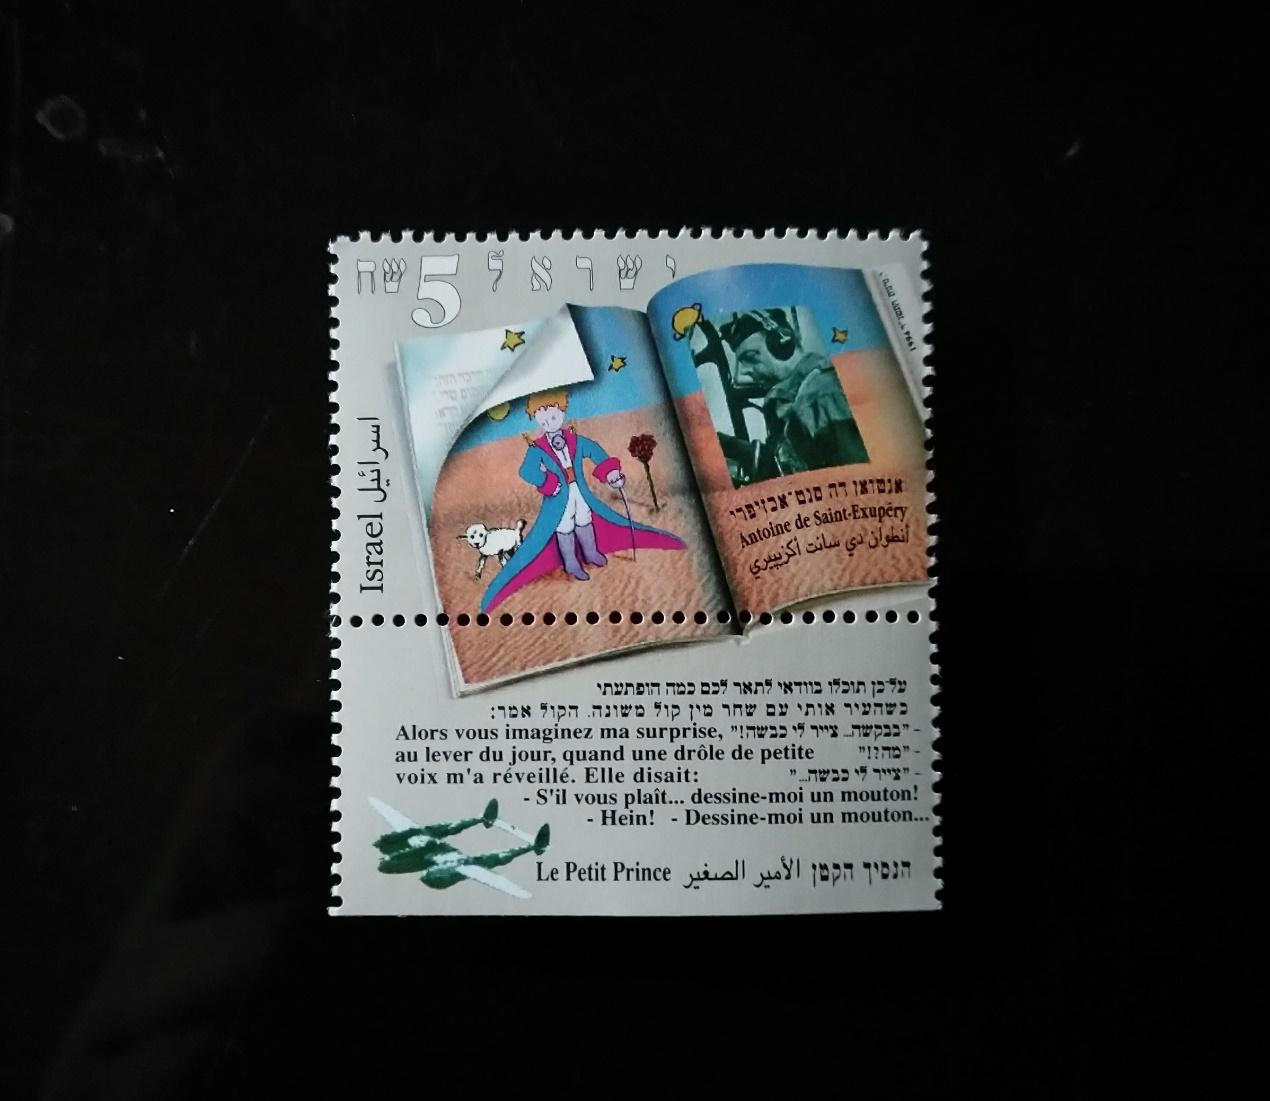 ישראל 5 שח
1994
Israel اسرائيل
אנטואן דה סנט־אכזיפרי
Antoine de Saint-Exupéry
أنطوان دي سانت أكزيپيري
על־כן תוכלו בוודאי לתאר לכם כמה הופתעתי
כשהעיר אותי עם שחר מין קול משונה. הקול אמר:
- "בבקשה... צייר לי כבשה!"
- "מה?!"
- "צייר לי כבשה..."
Alors vous imaginez ma surprise,
au lever du jour, quand une drôle de petite
voix m'a réveillé. Elle disait:
- S'il vous plaît... dessine-moi un mouton!
- Hein! - Dessine-moi un mouton...
Le Petit Prince الأمير الصغير הנסיך הקטן